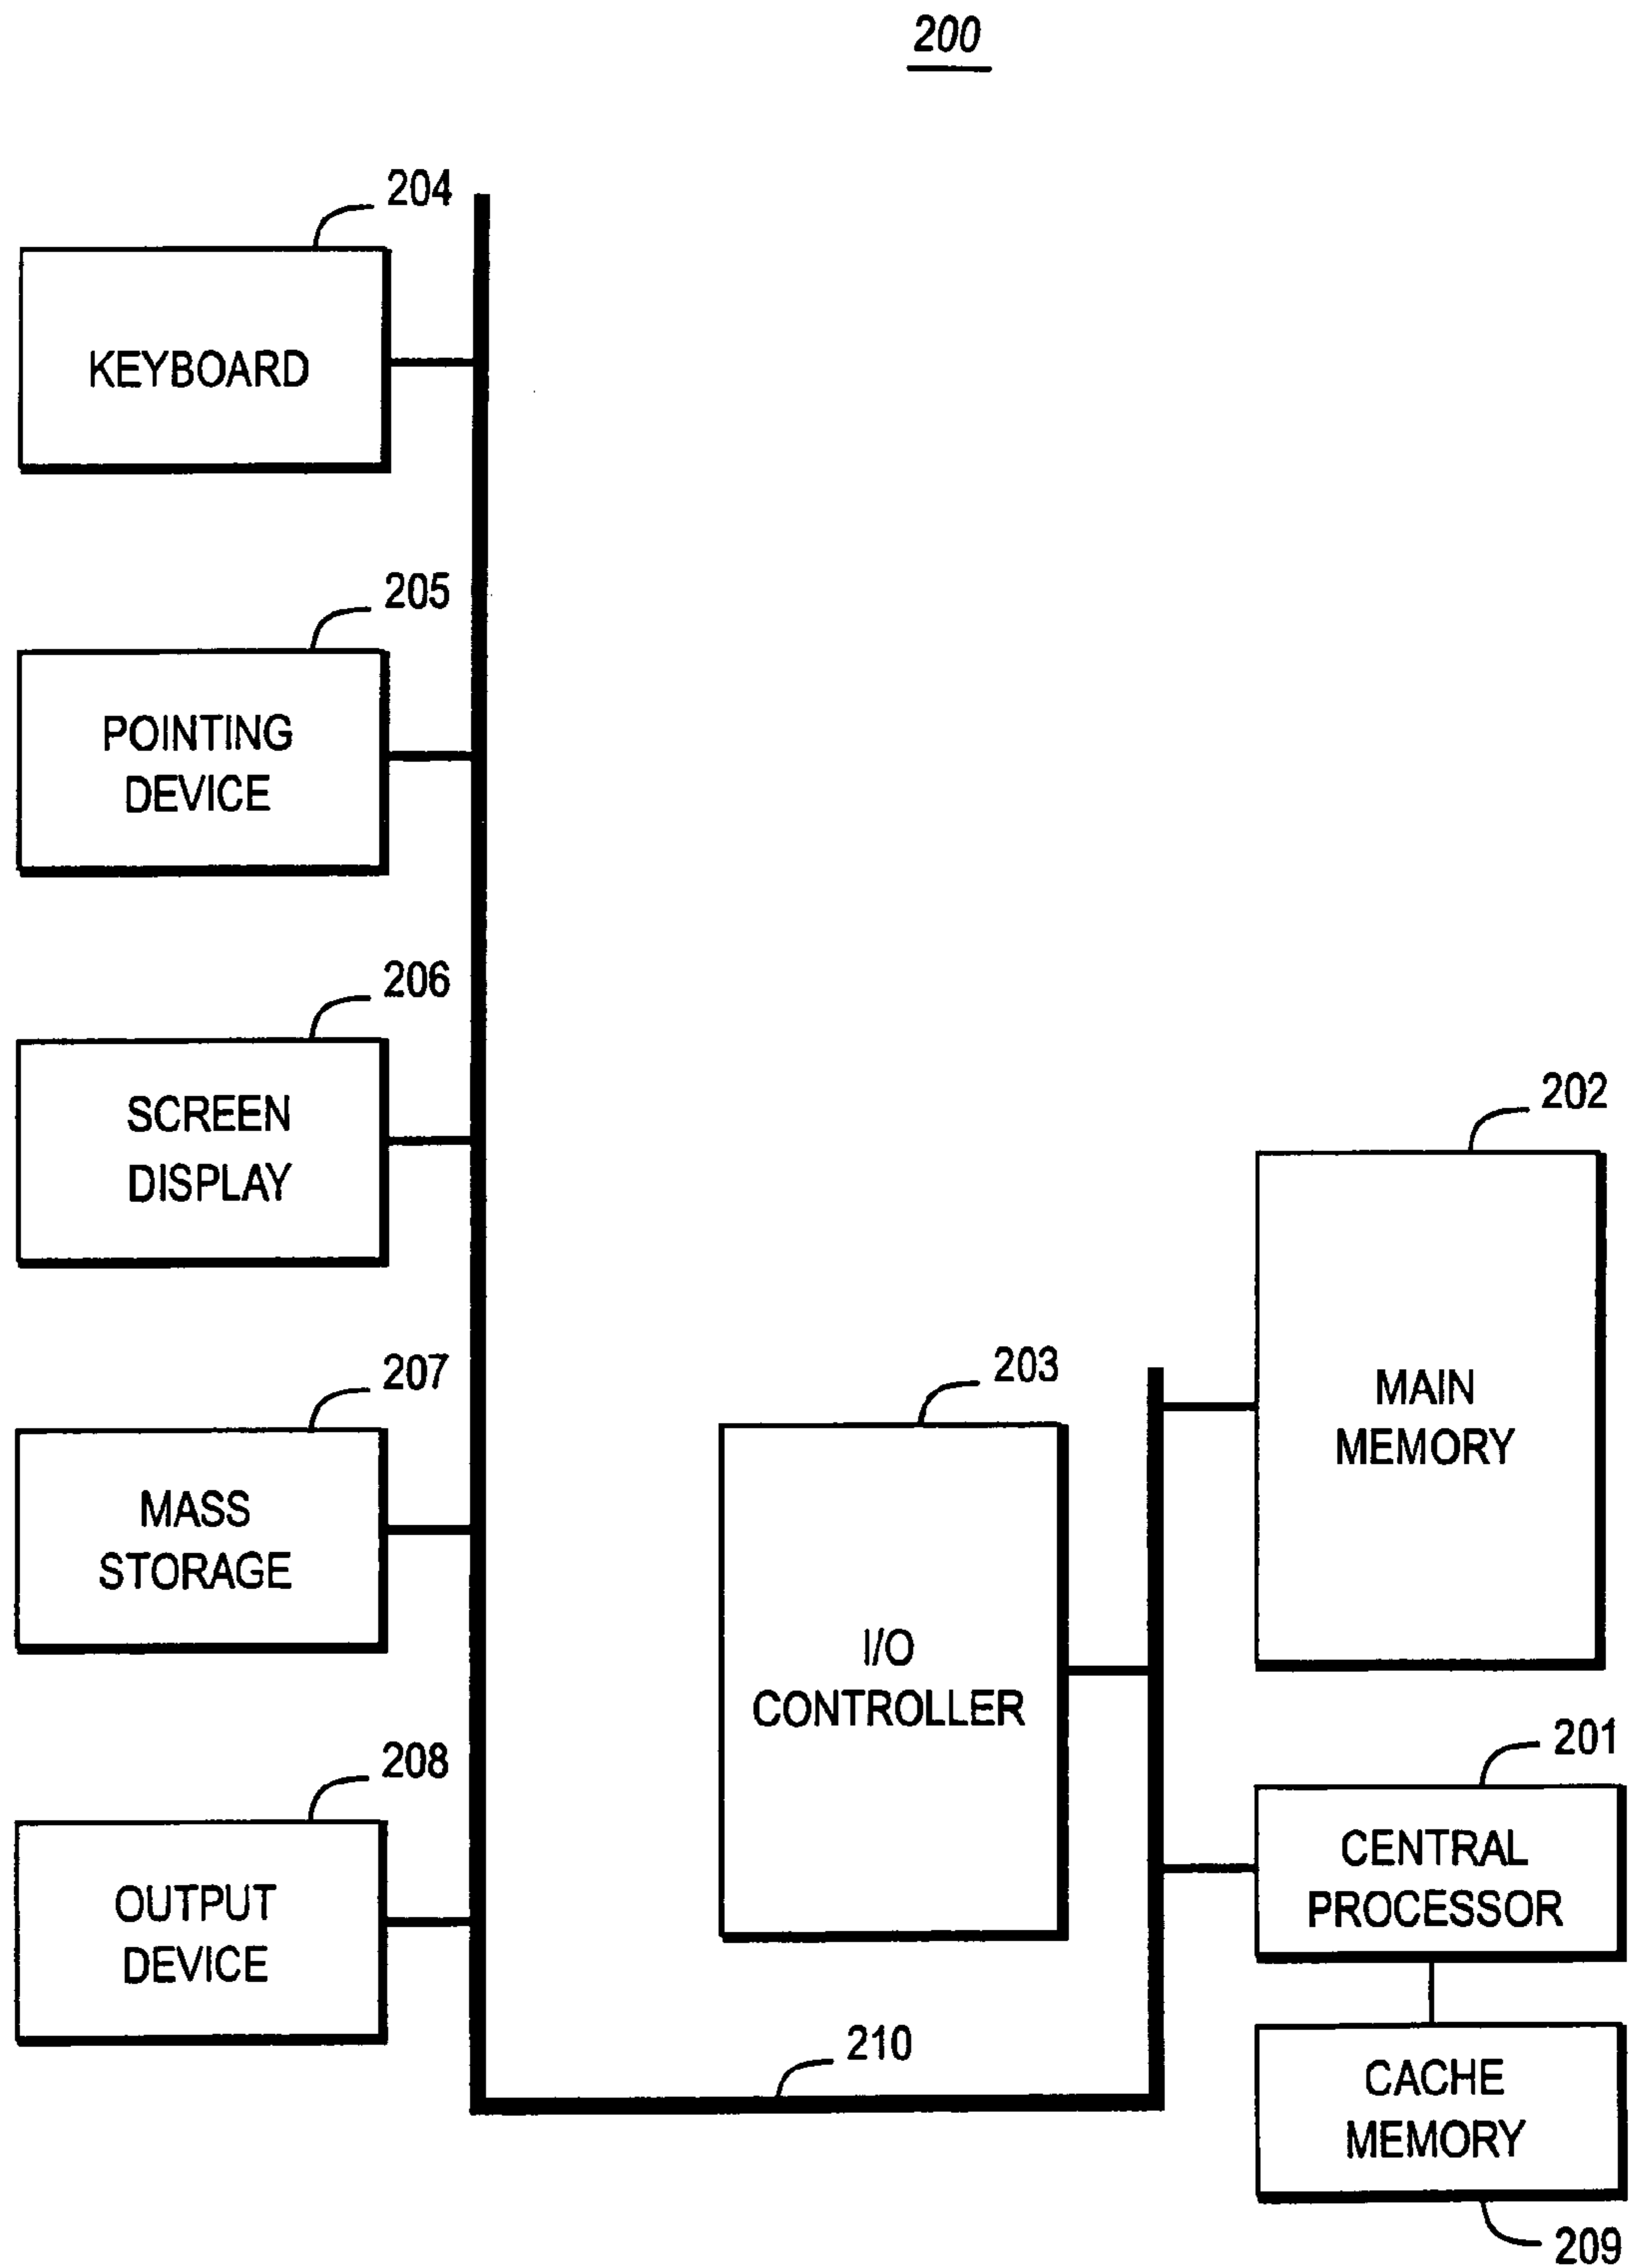 200
204
KEYBOARD
205
POINTING
DEVICE
206
SCREEN
DISPLAY
207
MASS
STORAGE
208
OUTPUT
DEVICE
203
I/O
CONTROLLER
202
MAIN
MEMORY
201
CENTRAL
PROCESSOR
210
CACHE
MEMORY
209